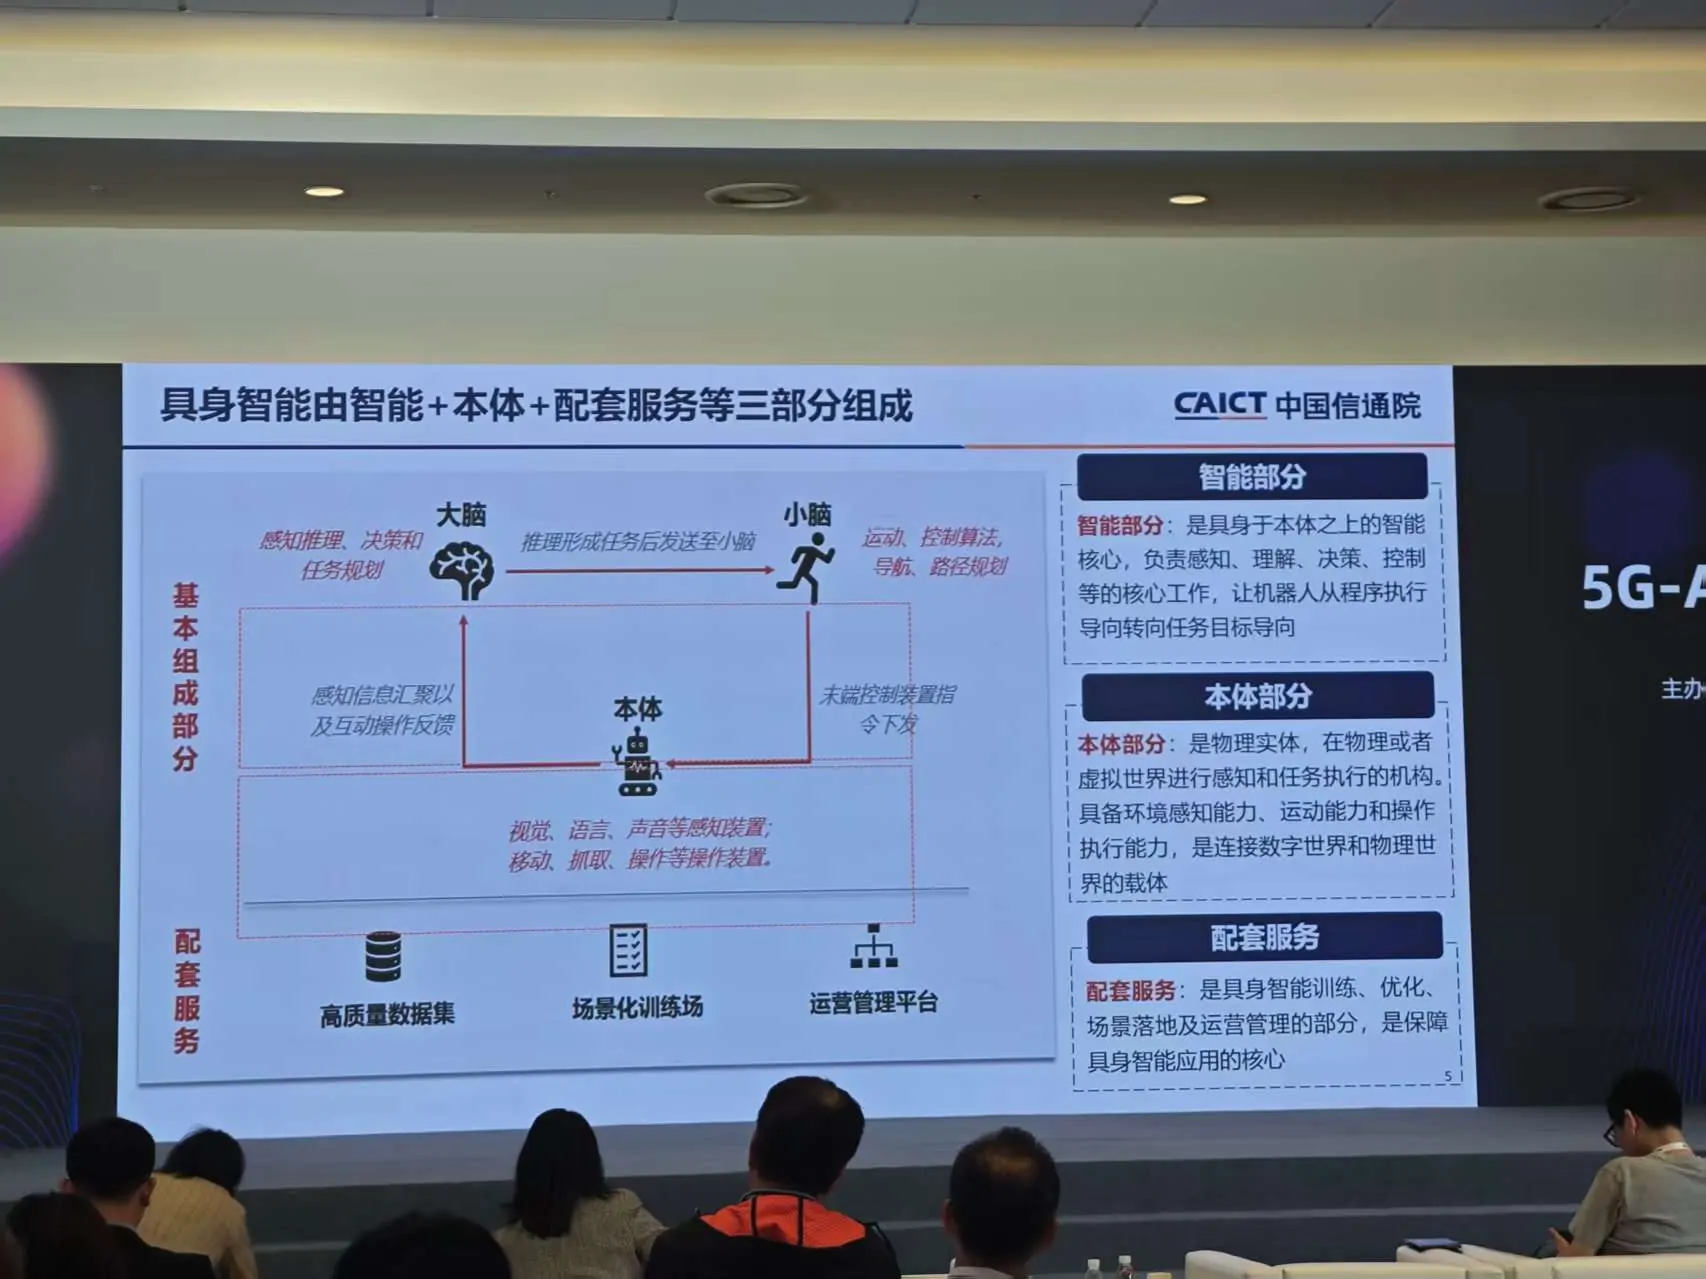 具身智能由智能+本体+配套服务等三部分组成
CAICT 中国信通院
基本组成部分
大脑
感知推理、决策和
任务规划
推理形成任务后发送至小脑
小脑
运动、控制算法，
导航、路径规划
感知信息汇聚以
及互动操作反馈
本体
末端控制装置指
令下发
视觉、语言、声音等感知装置；
移动、抓取、操作等操作装置。
配套服务
高质量数据集
场景化训练场
运营管理平台
智能部分
智能部分：是具身于本体之上的智能
核心，负责感知、理解、决策、控制
等的核心工作，让机器人从程序执行
导向转向任务目标导向
本体部分
本体部分：是物理实体，在物理或者
虚拟世界进行感知和任务执行的机构。
具备环境感知能力、运动能力和操作
执行能力，是连接数字世界和物理世
界的载体
配套服务
配套服务：是具身智能训练、优化、
场景落地及运营管理的部分，是保障
具身智能应用的核心
5
5G-A
主办